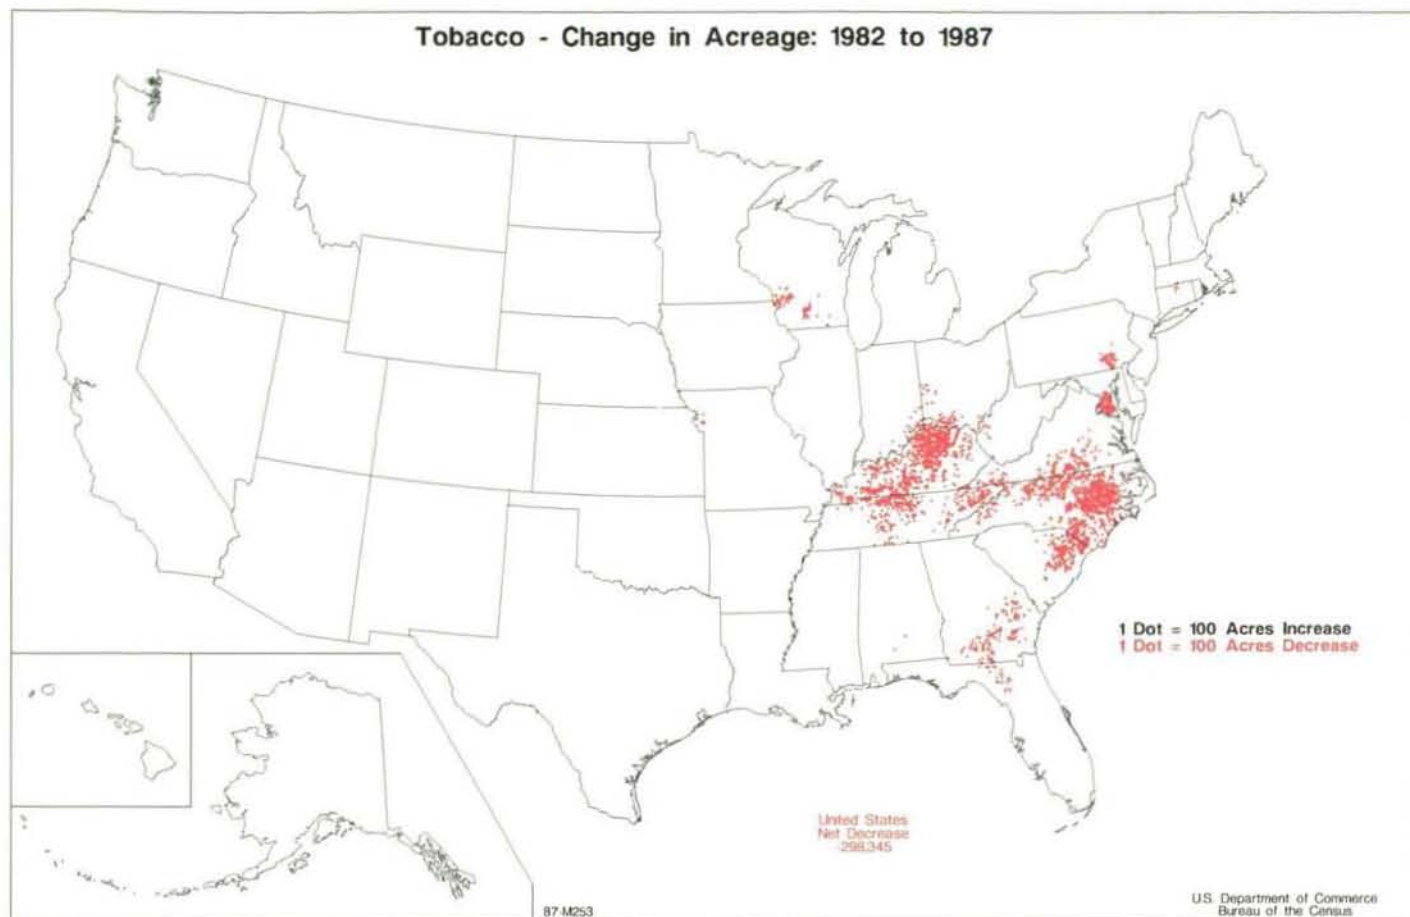 Tobacco - Change in Acreage: 1982 to 1987
1 Dot = 100 Acres Increase
1 Dot = 100 Acres Decrease
United States
Net Decrease
-298,345
87-M253
U.S. Department of Commerce
Bureau of the Census